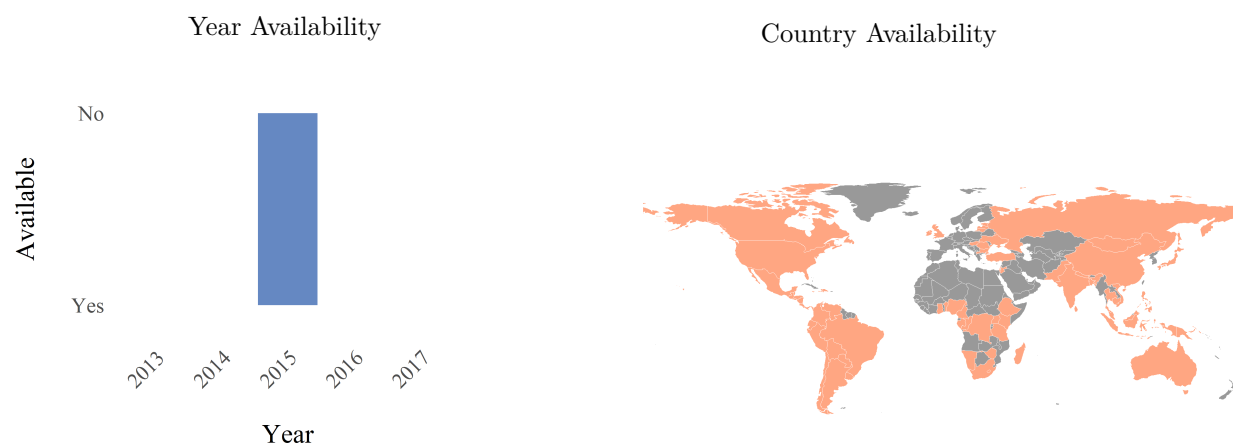 Year Availability
Available
No
Yes
2013
2014
2015
2016
2017
Year
Country Availability